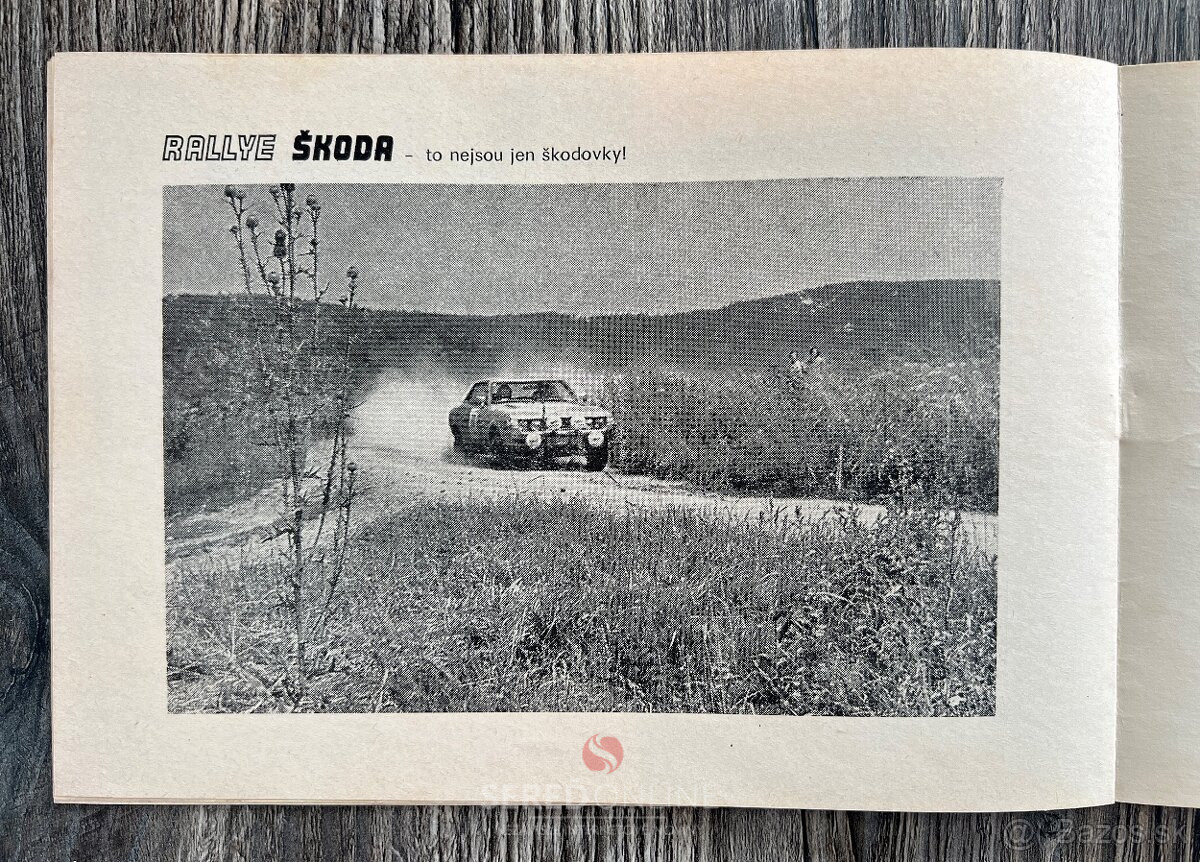 RALLYE ŠKODA – to nejsou jen škodovky!
SEREDONLINE
@ Bazos.sk